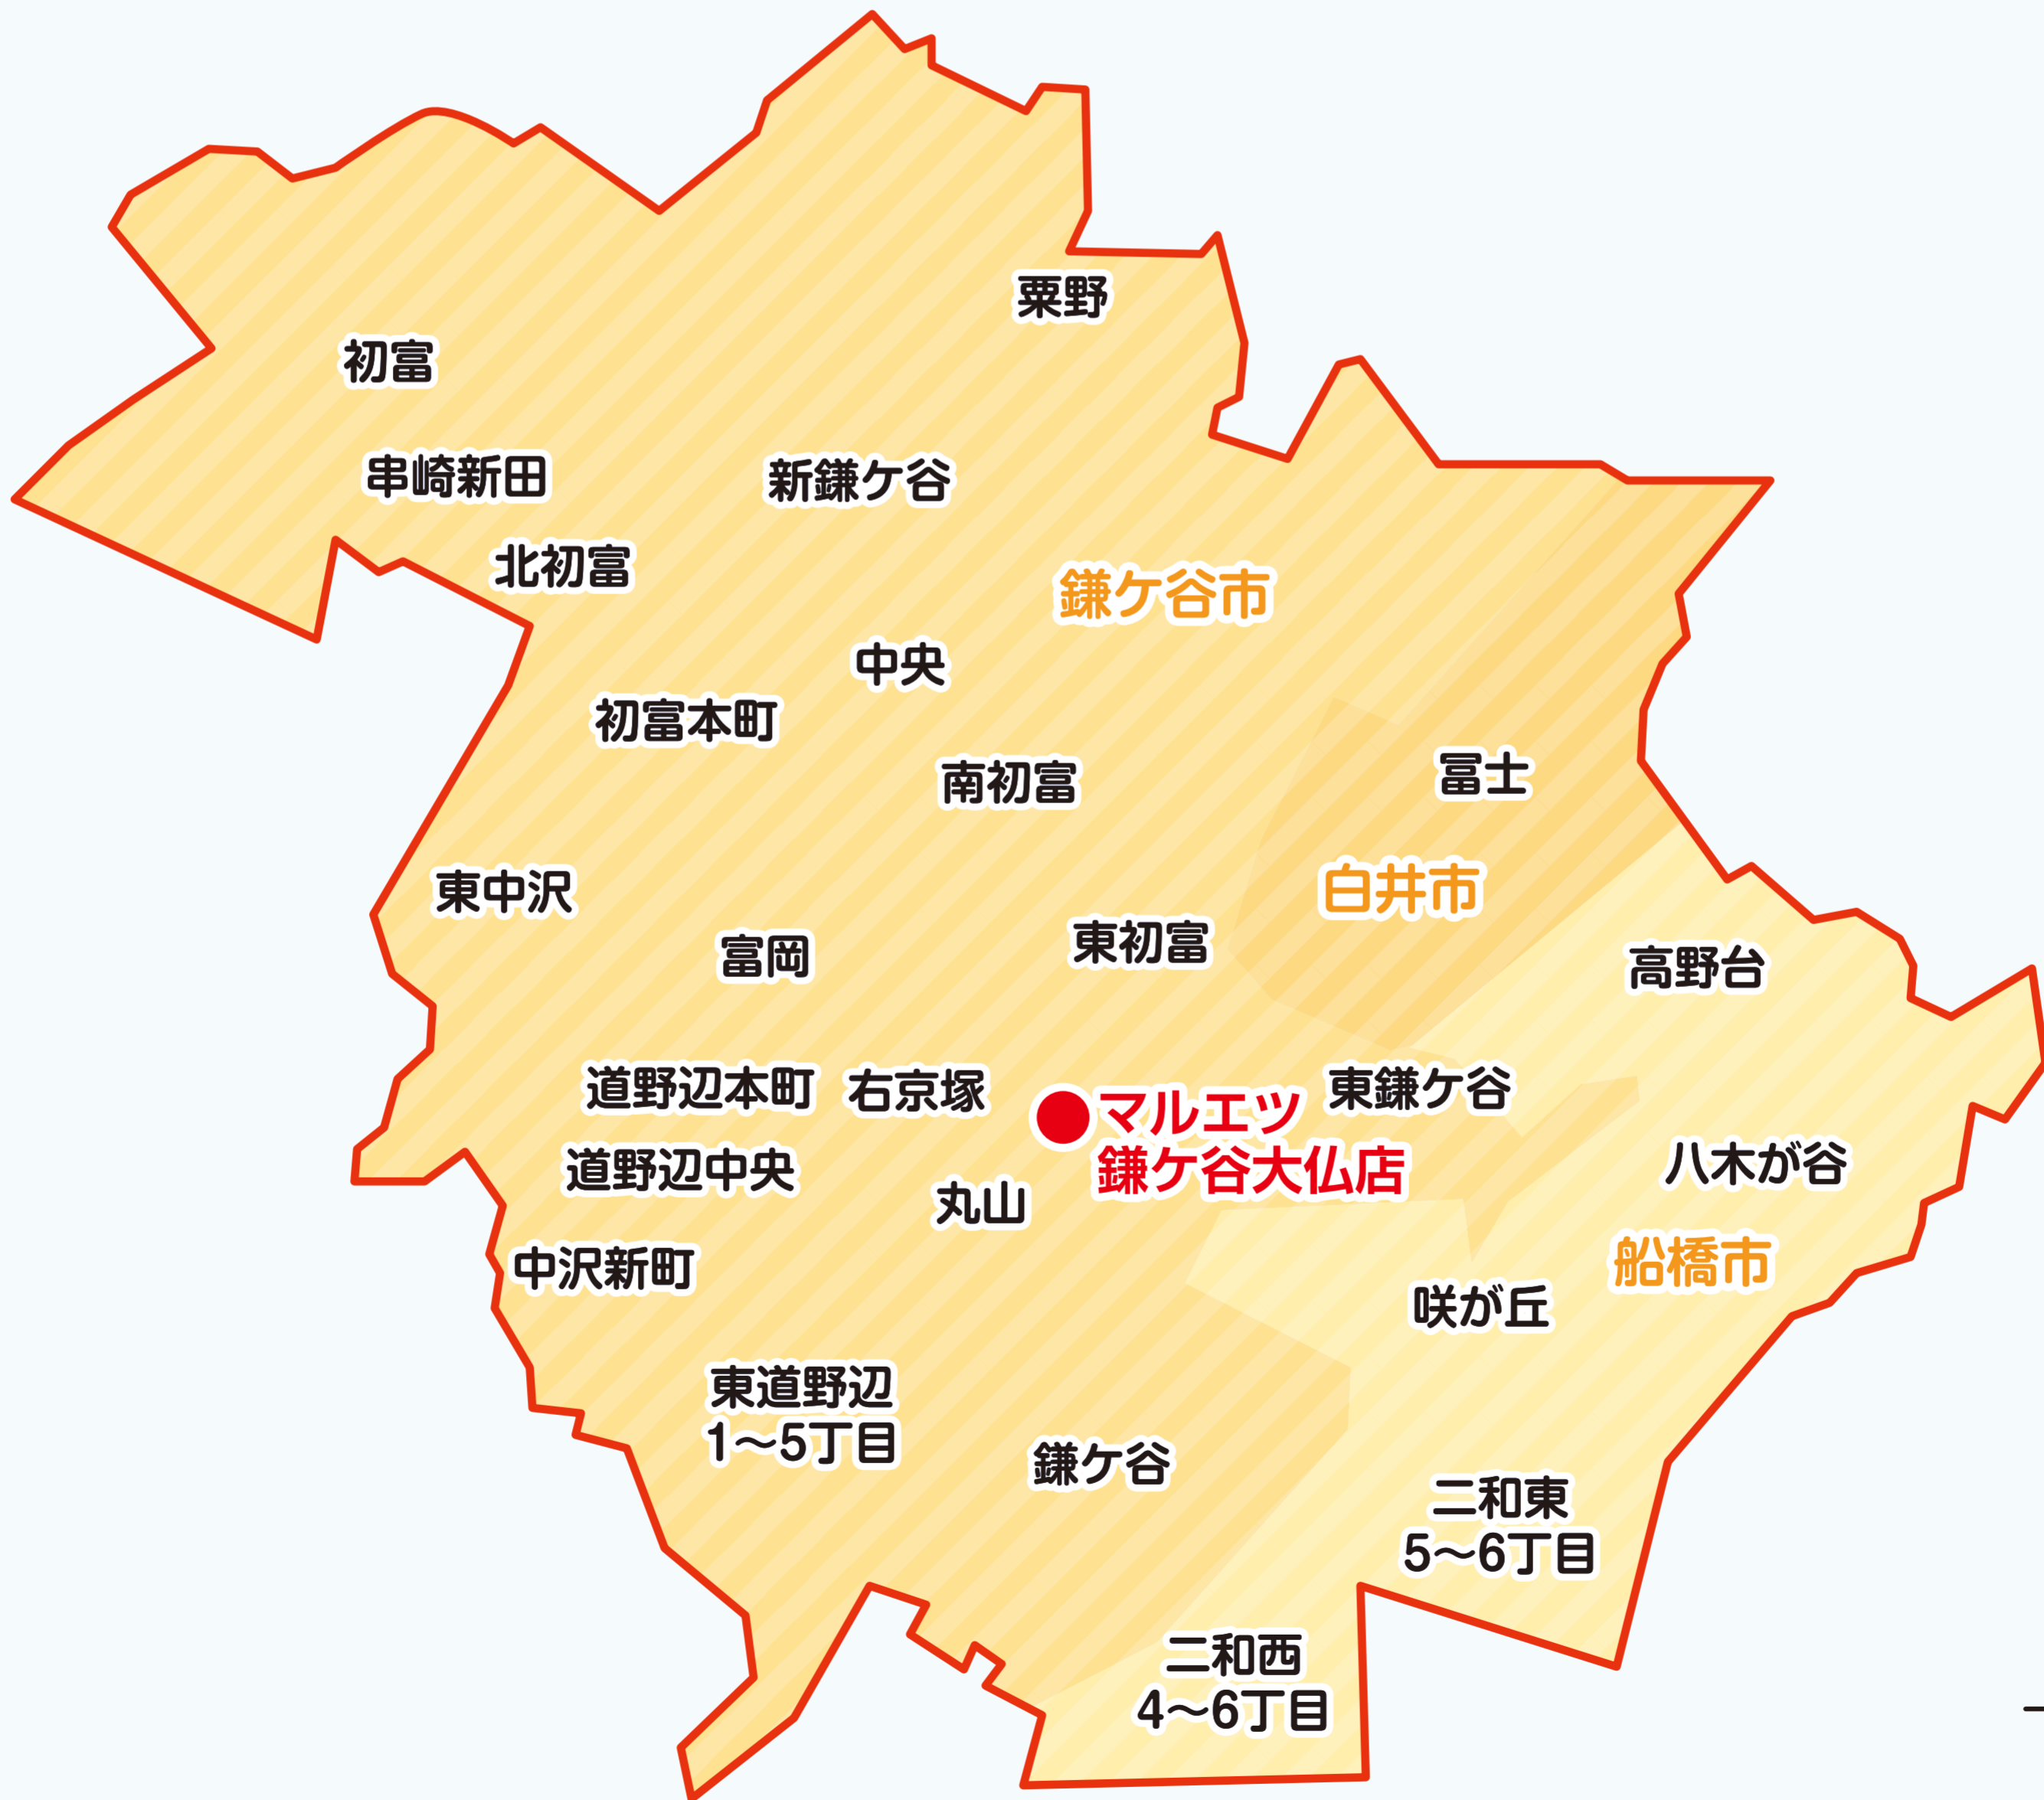 粟野
初富
串崎新田
新鎌ケ谷
北初富
鎌ケ谷市
中央
初富本町
南初富
冨士
東中沢
白井市
富岡
東初富
高野台
道野辺本町
右京塚
マルエツ
鎌ケ谷大仏店
東鎌ケ谷
道野辺中央
丸山
八木が谷
中沢新町
船橋市
咲が丘
東道野辺
1〜5丁目
鎌ケ谷
二和東
5〜6丁目
二和西
4〜6丁目